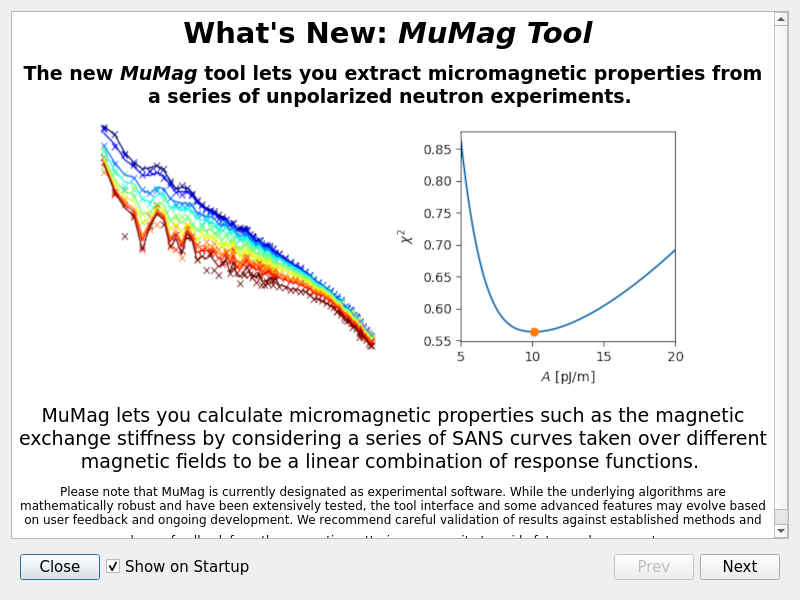 What's New: MuMag Tool
The new MuMag tool lets you extract micromagnetic properties from
a series of unpolarized neutron experiments.
0.85
0.80
0.75
0.70
0.65
0.60
0.55
χ²
5 10 15 20
A [pJ/m]
MuMag lets you calculate micromagnetic properties such as the magnetic
exchange stiffness by considering a series of SANS curves taken over different
magnetic fields to be a linear combination of response functions.
Please note that MuMag is currently designated as experimental software. While the underlying algorithms are
mathematically robust and have been extensively tested, the tool interface and some advanced features may evolve based
on user feedback and ongoing development. We recommend careful validation of results against established methods and
Close
Show on Startup
Prev
Next